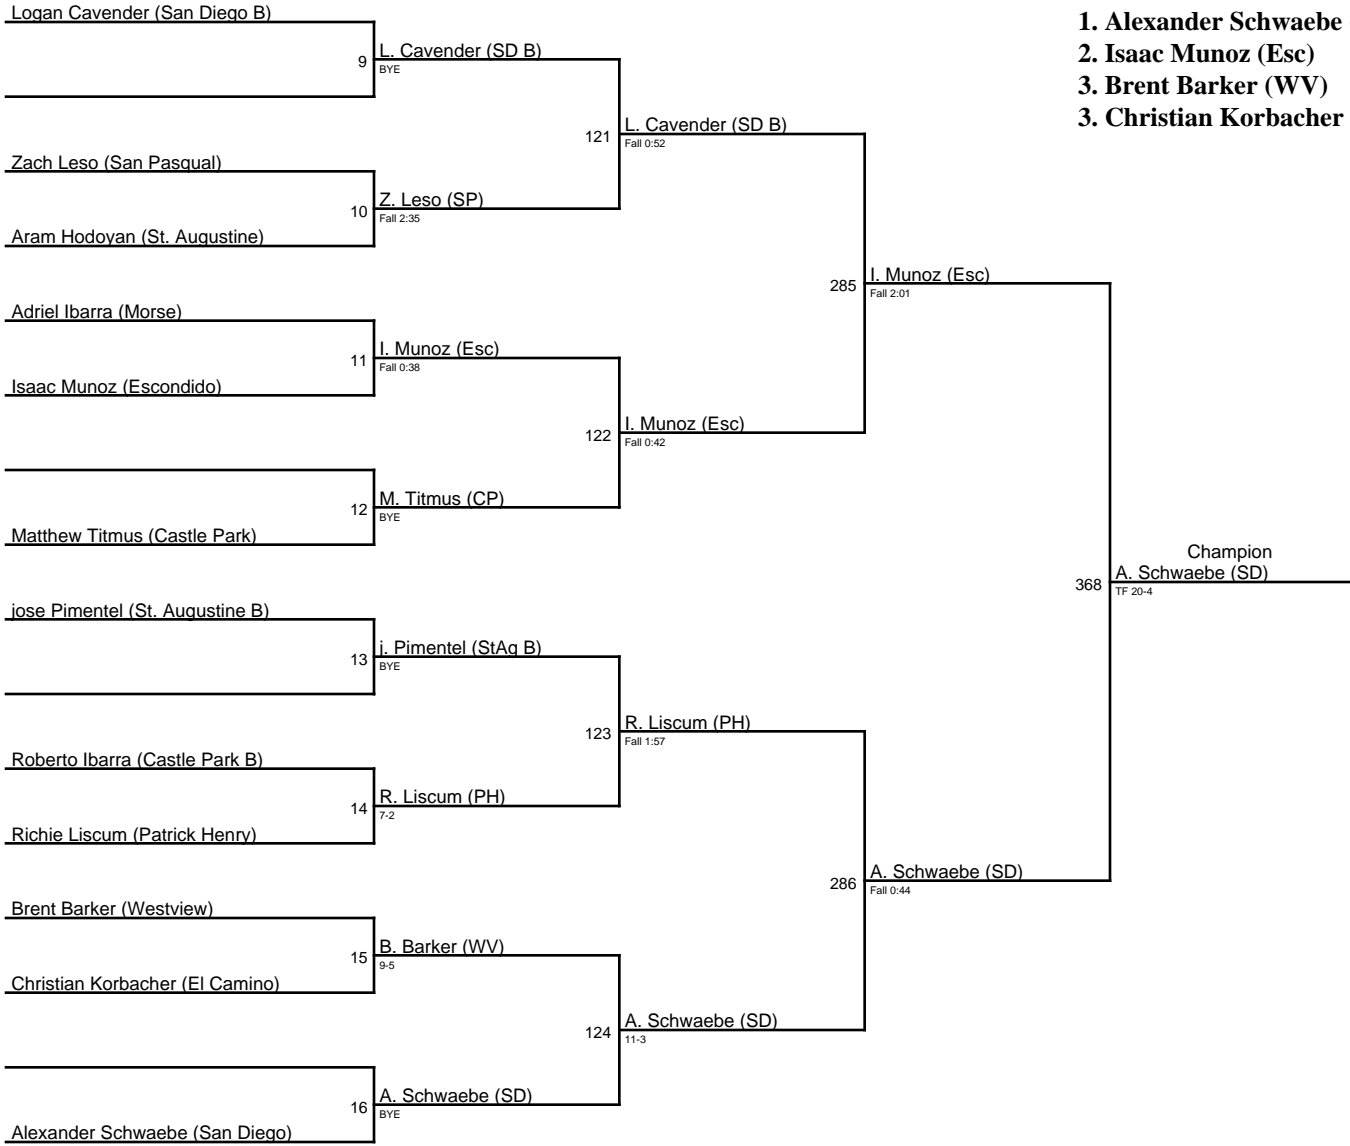 Logan Cavender (San Diego B)
9
L. Cavender (SD B)
BYE
121
L. Cavender (SD B)
Fall 0:52
Zach Leso (San Pasqual)
10
Z. Leso (SP)
Fall 2:35
Aram Hodoyan (St. Augustine)
285
I. Munoz (Esc)
Fall 2:01
Adriel Ibarra (Morse)
11
I. Munoz (Esc)
Fall 0:38
Isaac Munoz (Escondido)
122
I. Munoz (Esc)
Fall 0:42
12
M. Titmus (CP)
BYE
Matthew Titmus (Castle Park)
368
Champion
A. Schwaebe (SD)
TF 20-4
jose Pimentel (St. Augustine B)
13
j. Pimentel (StAg B)
BYE
123
R. Liscum (PH)
Fall 1:57
Roberto Ibarra (Castle Park B)
14
R. Liscum (PH)
7-2
Richie Liscum (Patrick Henry)
286
A. Schwaebe (SD)
Fall 0:44
Brent Barker (Westview)
15
B. Barker (WV)
9-5
Christian Korbacher (El Camino)
124
A. Schwaebe (SD)
11-3
16
A. Schwaebe (SD)
BYE
Alexander Schwaebe (San Diego)
1. Alexander Schwaebe
2. Isaac Munoz (Esc)
3. Brent Barker (WV)
3. Christian Korbacher